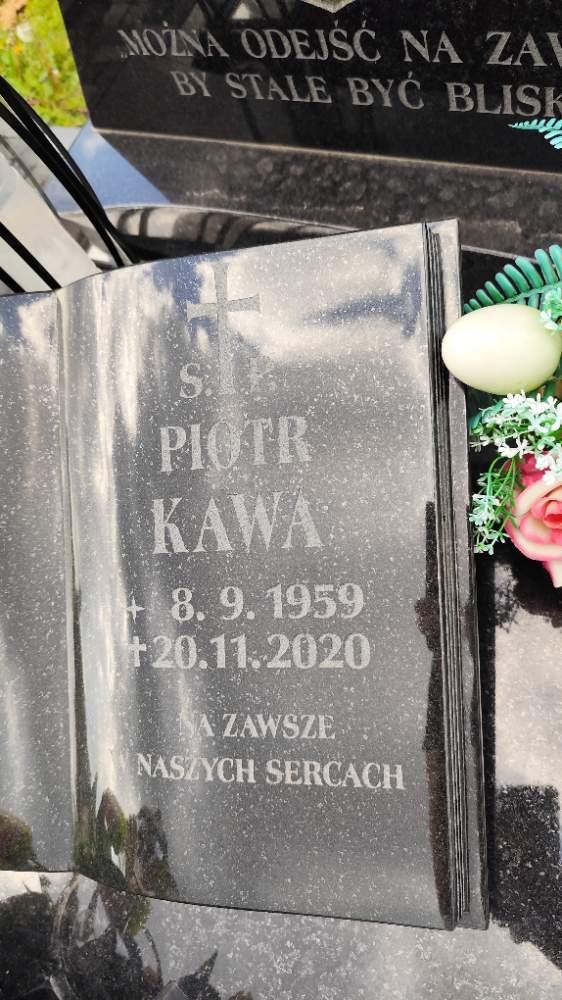 „MOŻNA ODEJŚĆ NA ZAW
BY STALE BYĆ BLISK
Ś. P.
PIOTR
KAWA
8. 9. 1959
✝20.11.2020
NA ZAWSZE
W NASZYCH SERCACH